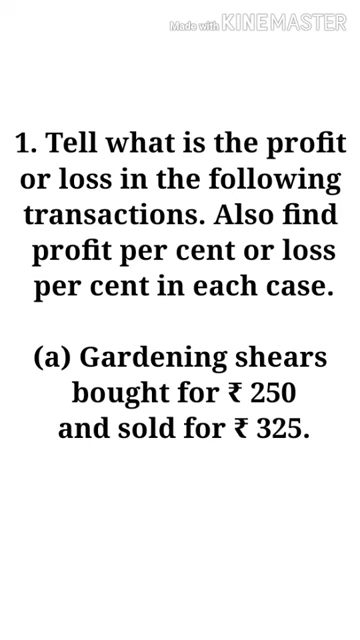 Made with KINEMASTER
1. Tell what is the profit
or loss in the following
transactions. Also find
profit per cent or loss
per cent in each case.
(a) Gardening shears
bought for ₹ 250
and sold for ₹ 325.